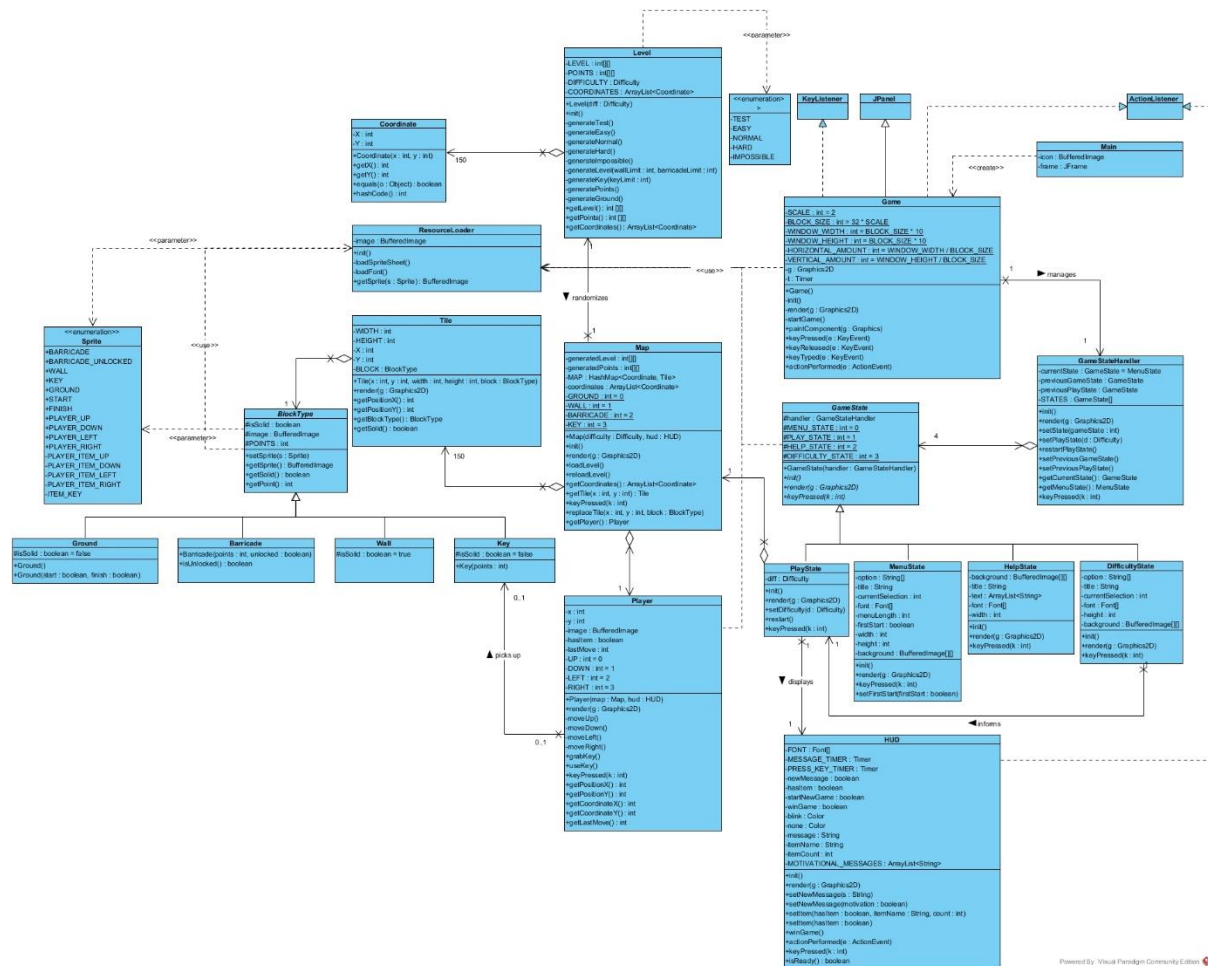 <<parameter>>
Level
-LEVEL : int[][]
-POINTS : int[][]
-DIFFICULTY : Difficulty
-COORDINATES : ArrayList<Coordinate>
+Level(diff : Difficulty)
+init()
-generateTest()
-generateEasy()
-generateNormal()
-generateHard()
-generateImpossible()
-generateLevel(wallLimit : int, barricadeLimit : int)
-generateKey(keyLimit : int)
-generatePoints()
-generateGround()
+getLevel() : int [][]
+getPoints() : int [][]
+getCoordinates() : ArrayList<Coordinate>
<<enumeration>
>
-TEST
-EASY
-NORMAL
-HARD
-IMPOSSIBLE
KeyListener
JPanel
ActionListener
Main
-icon : BufferedImage
-frame : JFrame
<<create>>
Coordinate
-X : int
-Y : int
+Coordinate(x : int, y : int)
+getX() : int
+getY() : int
+equals(o : Object) : boolean
+hashCode() : int
150
Game
-SCALE : int = 2
-BLOCK_SIZE : int = 32 * SCALE
-WINDOW_WIDTH : int = BLOCK_SIZE * 10
-WINDOW_HEIGHT : int = BLOCK_SIZE * 10
-HORIZONTAL_AMOUNT : int = WINDOW_WIDTH / BLOCK_SIZE
-VERTICAL_AMOUNT : int = WINDOW_HEIGHT / BLOCK_SIZE
-g : Graphics2D
-t : Timer
+Game()
-init()
-render(g : Graphics2D)
-startGame()
+paintComponent(g : Graphics)
+keyPressed(e : KeyEvent)
+keyReleased(e : KeyEvent)
+keyTyped(e : KeyEvent)
+actionPerformed(e : ActionEvent)
1
manages
1
<<parameter>>
ResourceLoader
-image : BufferedImage
+init()
-loadSpriteSheet()
-loadFont()
+getSprite(s : Sprite) : BufferedImage
<<use>>
randomizes
1
<<enumeration>>
Sprite
+BARRICADE
+BARRICADE_UNLOCKED
+WALL
+KEY
+GROUND
+START
+FINISH
+PLAYER_UP
+PLAYER_DOWN
+PLAYER_LEFT
+PLAYER_RIGHT
-PLAYER_ITEM_UP
-PLAYER_ITEM_DOWN
-PLAYER_ITEM_LEFT
-PLAYER_ITEM_RIGHT
-ITEM_KEY
<<use>>
<<parameter>>
Tile
-WIDTH : int
-HEIGHT : int
-X : int
-Y : int
-BLOCK : BlockType
+Tile(x : int, y : int, width : int, height : int, block : BlockType)
+render(g : Graphics2D)
+getPositionX() : int
+getPositionY() : int
+getBlockType() : BlockType
+getSolid() : boolean
1
150
BlockType
#isSolid : boolean
#image : BufferedImage
#POINTS : int
+setSprite(s : Sprite)
+getSprite() : BufferedImage
+getSolid() : boolean
+getPoint() : int
Map
-generatedLevel : int[][]
-generatedPoints : int[][]
-MAP : HashMap<Coordinate, Tile>
-coordinates : ArrayList<Coordinate>
-GROUND : int = 0
-WALL : int = 1
-BARRICADE : int = 2
-KEY : int = 3
+Map(difficulty : Difficulty, hud : HUD)
+init()
+render(g : Graphics2D)
+loadLevel()
+reloadLevel()
+getCoordinates() : ArrayList<Coordinate>
+getTile(x : int, y : int) : Tile
+keyPressed(k : int)
+replaceTile(x : int, y : int, block : BlockType)
+getPlayer() : Player
1
GameStateHandler
-currentState : GameState = MenuState
-previousGameState : GameState
-previousPlayState : GameState
-STATES : GameState[]
+init()
+render(g : Graphics2D)
+setState(gameState : int)
+setPlayState(d : Difficulty)
+restartPlayState()
+setPreviousGameState()
+setPreviousPlayState()
+getCurrentState() : GameState
+getMenuState() : MenuState
+keyPressed(k : int)
4
GameState
#handler : GameStateHandler
#MENU_STATE : int = 0
#PLAY_STATE : int = 1
#HELP_STATE : int = 2
#DIFFICULTY_STATE : int = 3
+GameState(handler : GameStateHandler)
+init()
+render(g : Graphics2D)
+keyPressed(k : int)
Ground
#isSolid : boolean = false
+Ground()
+Ground(start : boolean, finish : boolean)
Barricade
+Barricade(points : int, unlocked : boolean)
+isUnlocked() : boolean
Wall
#isSolid : boolean = true
Key
#isSolid : boolean = false
+Key(points : int)
0..1
picks up
0..1
1
Player
-x : int
-y : int
-image : BufferedImage
-hasItem : boolean
-lastMove : int
-UP : int = 0
-DOWN : int = 1
-LEFT : int = 2
-RIGHT : int = 3
+Player(map : Map, hud : HUD)
+render(g : Graphics2D)
-moveUp()
-moveDown()
-moveLeft()
-moveRight()
+grabKey()
+useKey()
+keyPressed(k : int)
+getPositionX() : int
+getPositionY() : int
+getCoordinateX() : int
+getCoordinateY() : int
+getLastMove() : int
PlayState
-diff : Difficulty
+init()
+render(g : Graphics2D)
+setDifficulty(d : Difficulty)
+restart()
+keyPressed(k : int)
1
displays
1
1
MenuState
-option : String[]
-title : String
-currentSelection : int
-font : Font[]
-menuLength : int
-firstStart : boolean
-width : int
-height : int
-background : BufferedImage[][]
+init()
+render(g : Graphics2D)
+keyPressed(k : int)
+setFirstStart(firstStart : boolean)
HelpState
-background : BufferedImage[][]
-title : String
-text : ArrayList<String>
-font : Font[]
-width : int
+init()
+render(g : Graphics2D)
+keyPressed(k : int)
DifficultyState
-option : String[]
-title : String
-currentSelection : int
-font : Font[]
-height : int
-background : BufferedImage[][]
+init()
+render(g : Graphics2D)
+keyPressed(k : int)
1
informs
HUD
-FONT : Font[]
-MESSAGE_TIMER : Timer
-PRESS_KEY_TIMER : Timer
-newMessage : boolean
-hasItem : boolean
-startNewGame : boolean
-winGame : boolean
-blink : Color
-none : Color
-message : String
-itemName : String
-itemCount : int
-MOTIVATIONAL_MESSAGES : ArrayList<String>
+init()
+render(g : Graphics2D)
+setNewMessage(s : String)
+setNewMessage(motivation : boolean)
+setItem(hasItem : boolean, itemName : String, count : int)
+setItem(hasItem : boolean)
+winGame()
+actionPerformed(e : ActionEvent)
+keyPressed(k : int)
+isReady() : boolean
Powered By Visual Paradigm Community Edition